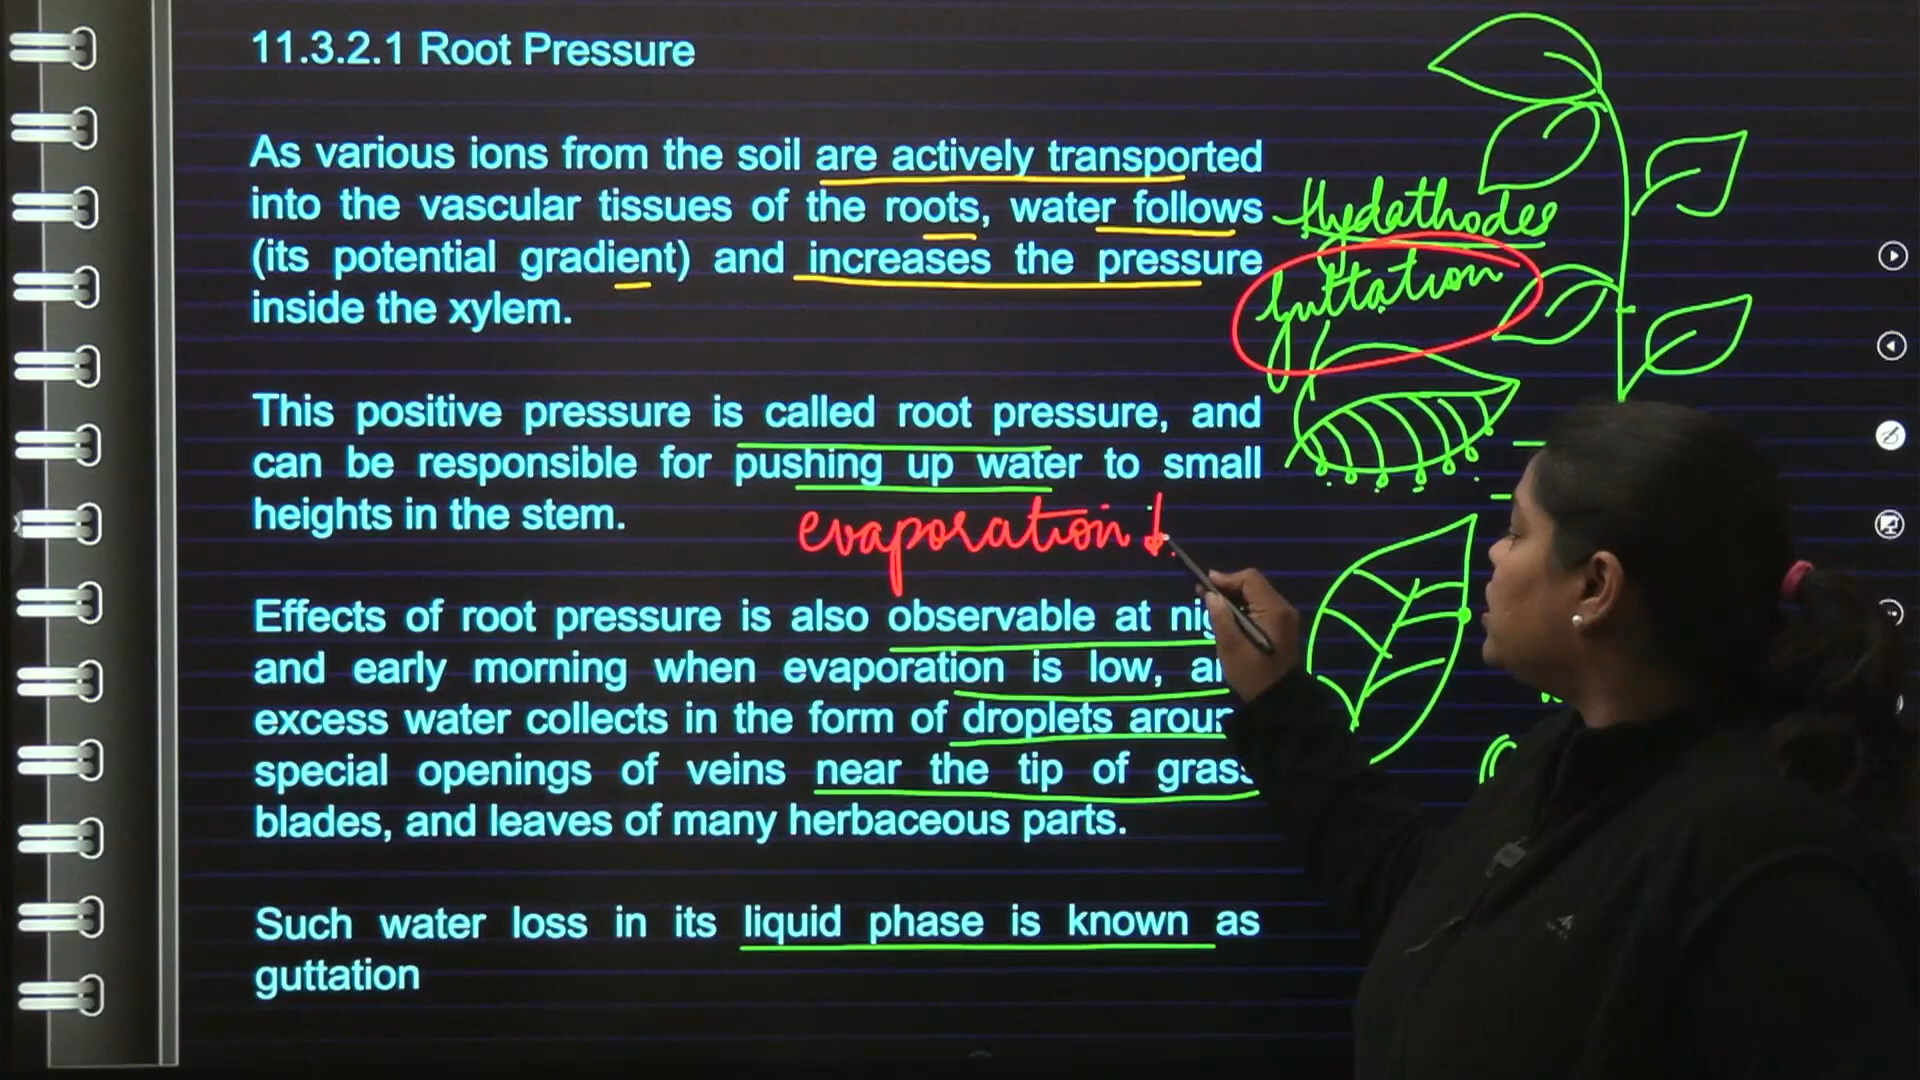 11.3.2.1 Root Pressure
As various ions from the soil are actively transported
into the vascular tissues of the roots, water follows
(its potential gradient) and increases the pressure
inside the xylem.
This positive pressure is called root pressure, and
can be responsible for pushing up water to small
heights in the stem.
evaporation ↓
Effects of root pressure is also observable at nig
and early morning when evaporation is low, an
excess water collects in the form of droplets aroun
special openings of veins near the tip of grass
blades, and leaves of many herbaceous parts.
Such water loss in its liquid phase is known as
guttation
Hydathodes
Guttation